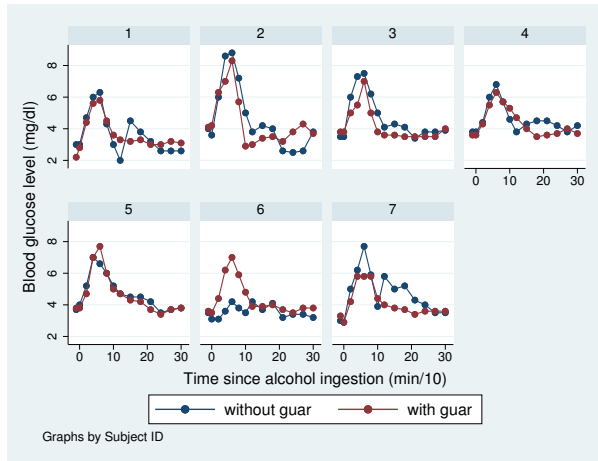 1 2 3 4
8
6
4
2
0 10 20 30
5 6 7
8
6
4
2
0 10 20 30 0 10 20 30 0 10 20 30
Blood glucose level (mg/dl)
Time since alcohol ingestion (min/10)
without guar with guar
Graphs by Subject ID